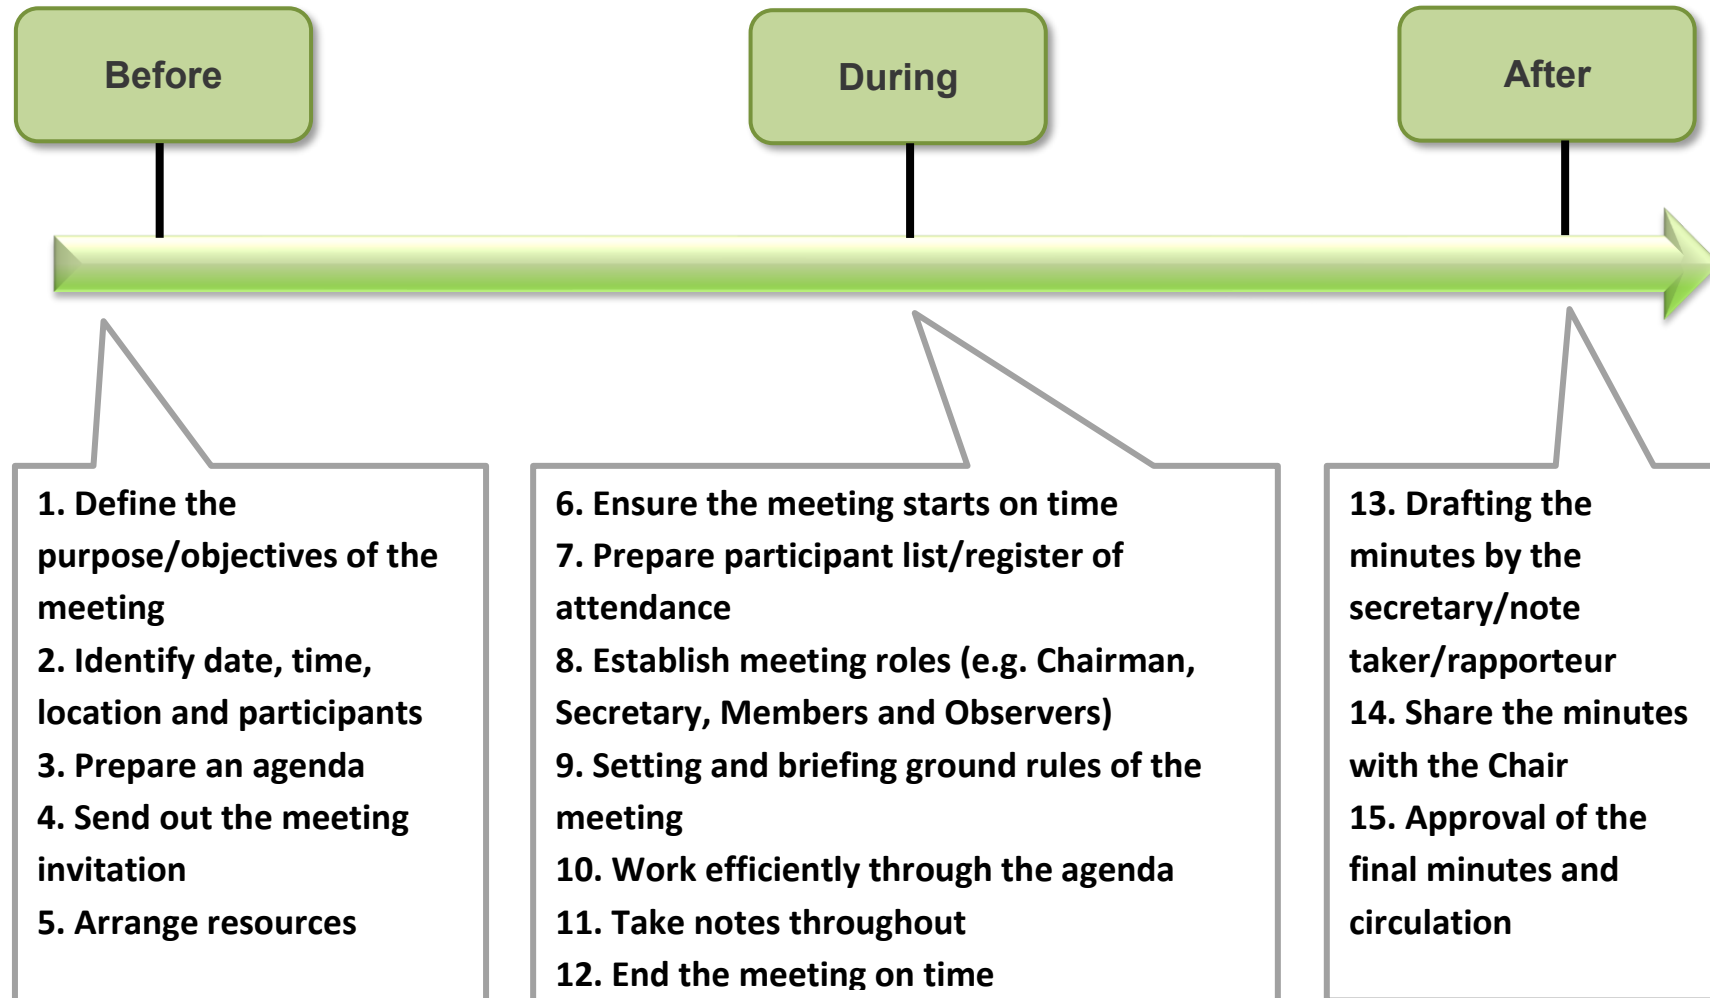 Before
During
After
1. Define the
purpose/objectives of the
meeting
2. Identify date, time,
location and participants
3. Prepare an agenda
4. Send out the meeting
invitation
5. Arrange resources
6. Ensure the meeting starts on time
7. Prepare participant list/register of
attendance
8. Establish meeting roles (e.g. Chairman,
Secretary, Members and Observers)
9. Setting and briefing ground rules of the
meeting
10. Work efficiently through the agenda
11. Take notes throughout
12. End the meeting on time
13. Drafting the
minutes by the
secretary/note
taker/rapporteur
14. Share the minutes
with the Chair
15. Approval of the
final minutes and
circulation